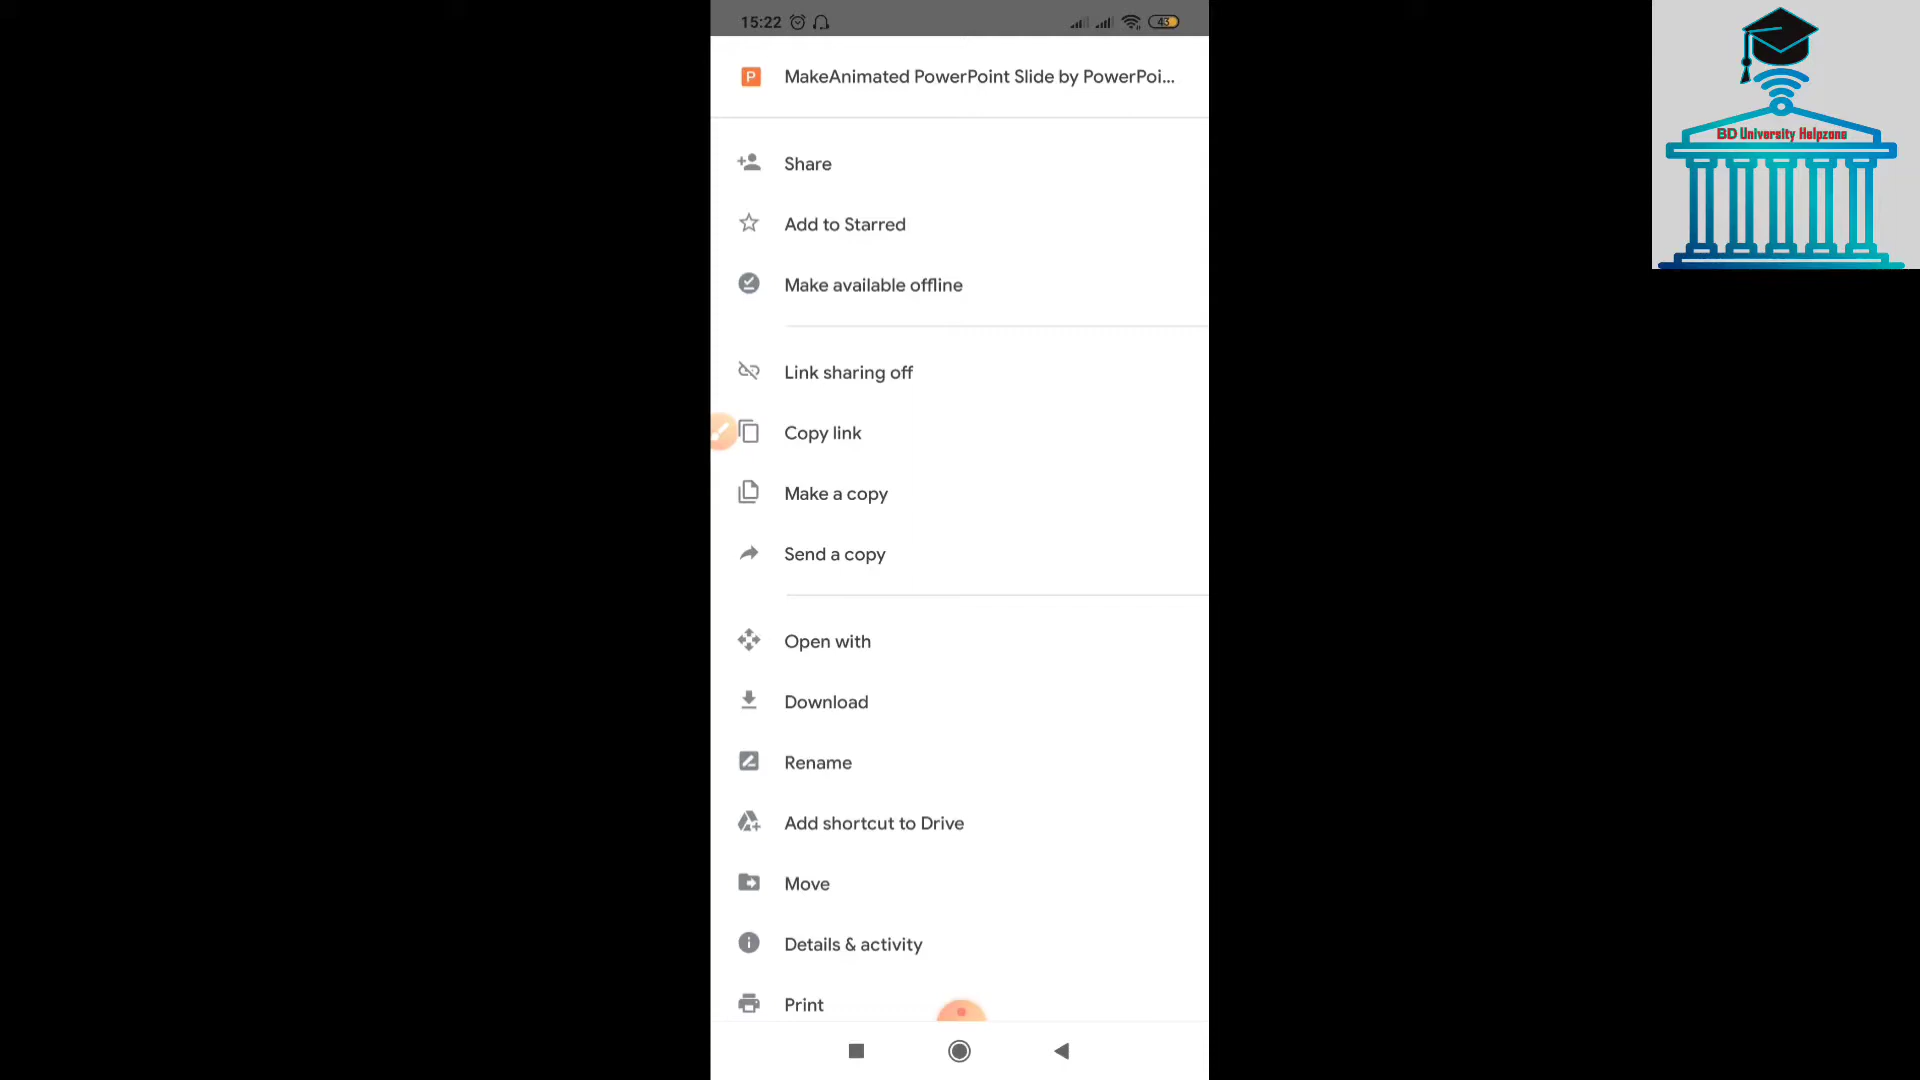 15:22
43
MakeAnimated PowerPoint Slide by PowerPoi...
BD University Helpzone
Share
Add to Starred
Make available offline
Link sharing off
Copy link
Make a copy
Send a copy
Open with
Download
Rename
Add shortcut to Drive
Move
Details & activity
Print